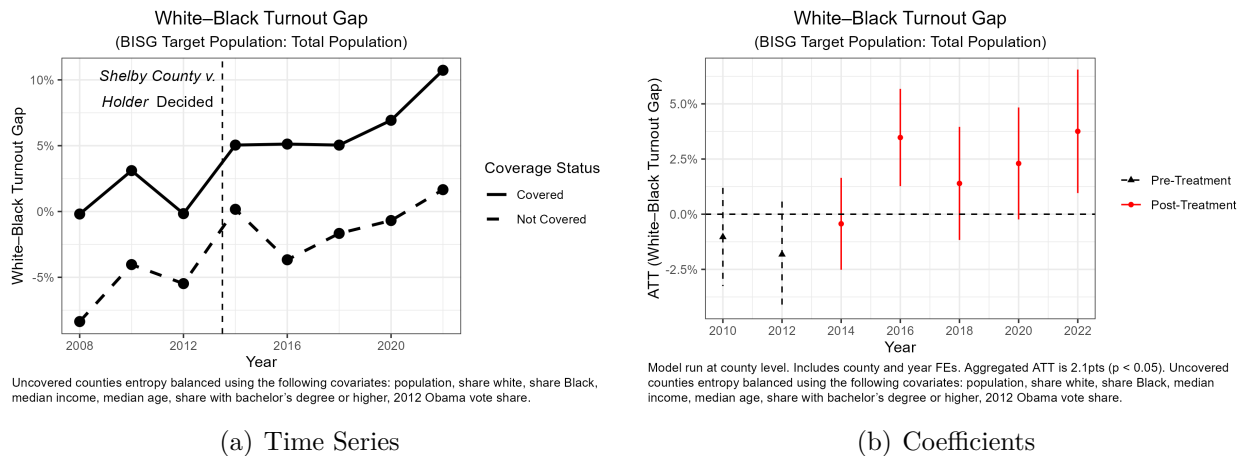 White–Black Turnout Gap
(BISG Target Population: Total Population)
White–Black Turnout Gap
10%
5%
0%
-5%
Shelby County v.
Holder Decided
2008
2012
2016
2020
Year
Coverage Status
Covered
Not Covered
Uncovered counties entropy balanced using the following covariates: population, share white, share Black,
median income, median age, share with bachelor's degree or higher, 2012 Obama vote share.
(a) Time Series
White–Black Turnout Gap
(BISG Target Population: Total Population)
ATT (White–Black Turnout Gap)
5.0%
2.5%
0.0%
-2.5%
2010
2012
2014
2016
2018
2020
2022
Year
Pre-Treatment
Post-Treatment
Model run at county level. Includes county and year FEs. Aggregated ATT is 2.1pts (p < 0.05). Uncovered
counties entropy balanced using the following covariates: population, share white, share Black, median
income, median age, share with bachelor's degree or higher, 2012 Obama vote share.
(b) Coefficients